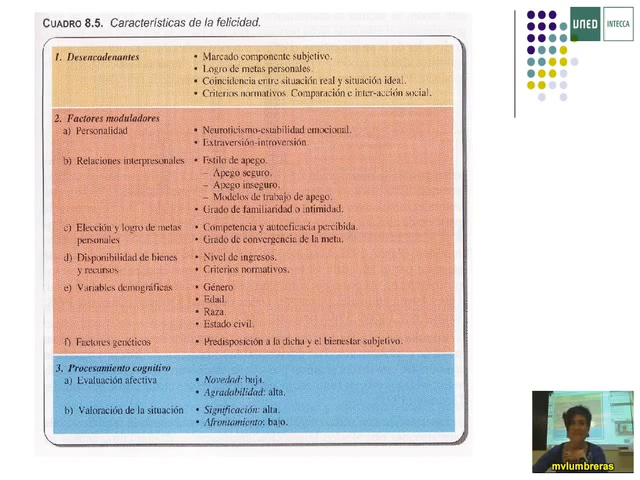 CUADRO 8.5. Características de la felicidad.
1. Desencadenantes
• Marcado componente subjetivo.
• Logro de metas personales.
• Coincidencia entre situación real y situación ideal.
• Criterios normativos. Comparación e inter-acción social.
2. Factores moduladores
a) Personalidad
• Neuroticismo-estabilidad emocional.
• Extraversión-introversión.
b) Relaciones interpresonales
• Estilo de apego.
– Apego seguro.
– Apego inseguro.
– Modelos de trabajo de apego.
• Grado de familiaridad o intimidad.
c) Elección y logro de metas
personales
• Competencia y autoeficacia percibida.
• Grado de convergencia de la meta.
d) Disponibilidad de bienes
y recursos
• Nivel de ingresos.
• Criterios normativos.
e) Variables demográficas
• Género
• Edad.
• Raza.
• Estado civil.
f) Factores genéticos
• Predisposición a la dicha y el bienestar subjetivo.
3. Procesamiento cognitivo
a) Evaluación afectiva
• Novedad: baja.
• Agradabilidad: alta.
b) Valoración de la situación
• Significación: alta.
• Afrontamiento: bajo.
UNED
INTECCA
mvlumbreras